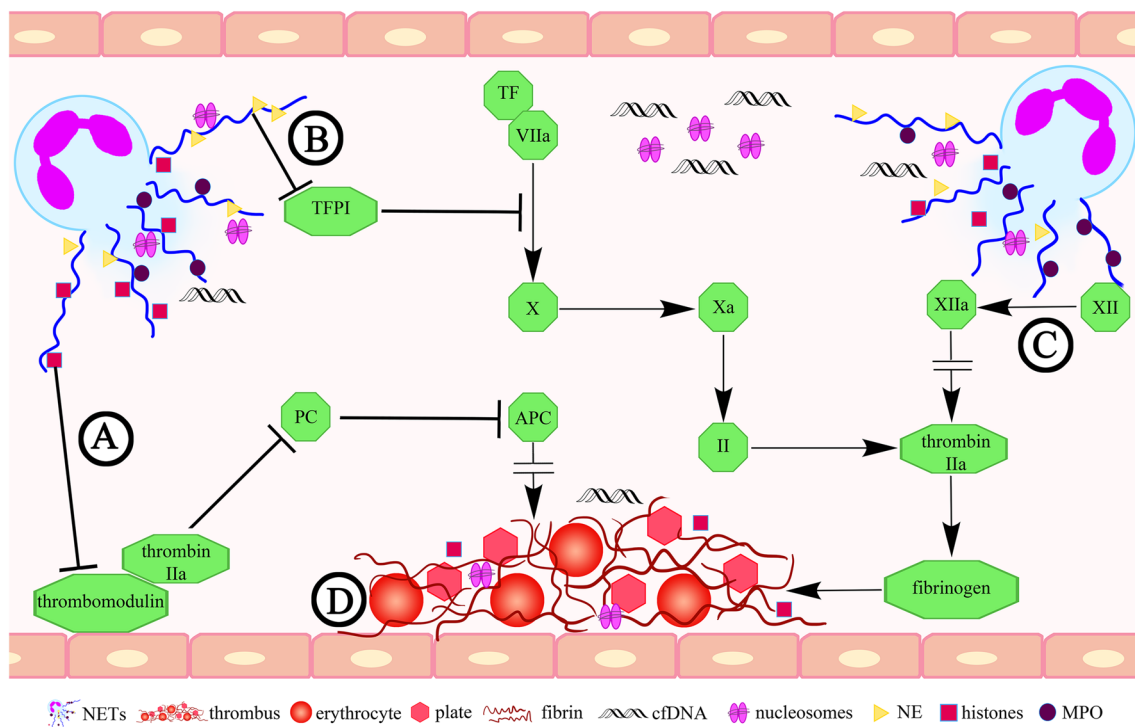 TF
VIIa
B
TFPI
X
Xa
XIIa
XII
C
PC
APC
A
II
thrombin
IIa
thrombin
IIa
thrombomodulin
D
fibrinogen
NETs
thrombus
erythrocyte
plate
fibrin
cfDNA
nucleosomes
NE
histones
MPO